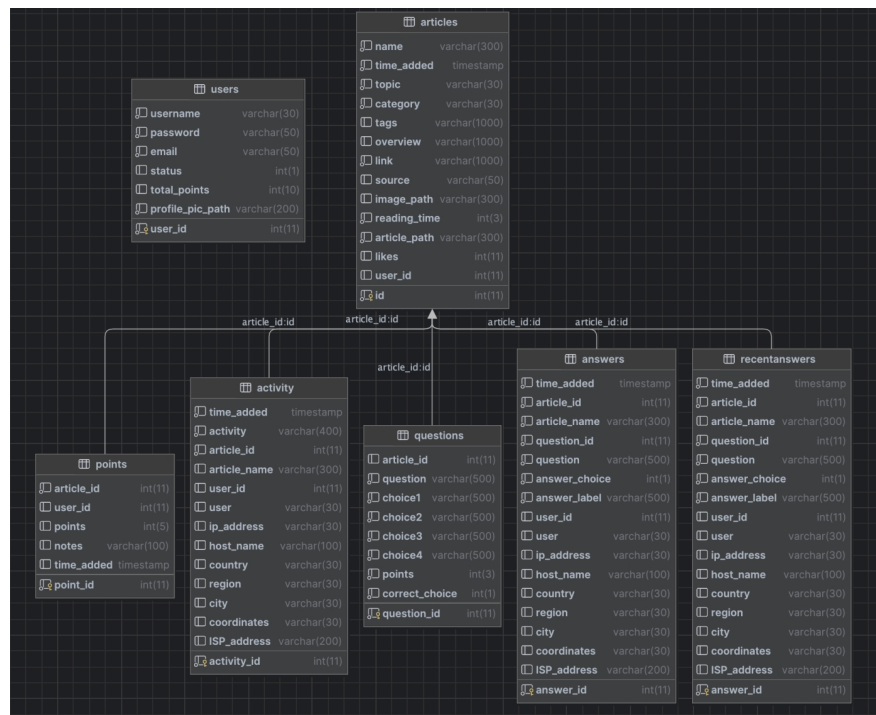 articles
name varchar(300)
time_added timestamp
topic varchar(30)
category varchar(30)
tags varchar(1000)
overview varchar(1000)
link varchar(1000)
source varchar(50)
image_path varchar(300)
reading_time int(3)
article_path varchar(300)
likes int(11)
user_id int(11)
id int(11)
users
username varchar(30)
password varchar(50)
email varchar(50)
status int(1)
total_points int(10)
profile_pic_path varchar(200)
user_id int(11)
article_id:id
article_id:id
article_id:id
article_id:id
article_id:id
points
article_id int(11)
user_id int(11)
points int(5)
notes varchar(100)
time_added timestamp
point_id int(11)
activity
time_added timestamp
activity varchar(400)
article_id int(11)
article_name varchar(300)
user_id int(11)
user varchar(30)
ip_address varchar(30)
host_name varchar(100)
country varchar(30)
region varchar(30)
city varchar(30)
coordinates varchar(30)
ISP_address varchar(200)
activity_id int(11)
questions
article_id int(11)
question varchar(500)
choice1 varchar(500)
choice2 varchar(500)
choice3 varchar(500)
choice4 varchar(500)
points int(3)
correct_choice int(1)
question_id int(11)
answers
time_added timestamp
article_id int(11)
article_name varchar(300)
question_id int(11)
question varchar(500)
answer_choice int(1)
answer_label varchar(500)
user_id int(11)
user varchar(30)
ip_address varchar(30)
host_name varchar(100)
country varchar(30)
region varchar(30)
city varchar(30)
coordinates varchar(30)
ISP_address varchar(200)
answer_id int(11)
recentanswers
time_added timestamp
article_id int(11)
article_name varchar(300)
question_id int(11)
question varchar(500)
answer_choice int(1)
answer_label varchar(500)
user_id int(11)
user varchar(30)
ip_address varchar(30)
host_name varchar(100)
country varchar(30)
region varchar(30)
city varchar(30)
coordinates varchar(30)
ISP_address varchar(200)
answer_id int(11)